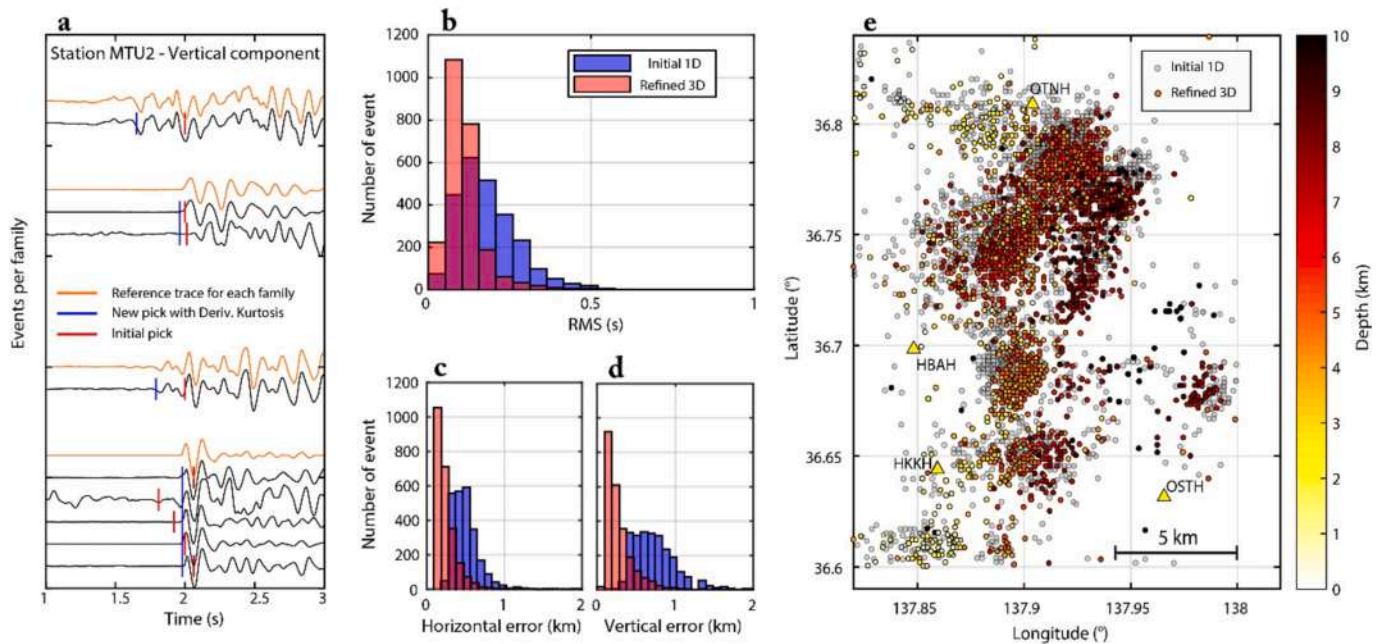 a
Station MTU2 - Vertical component
Events per family
Reference trace for each family
New pick with Deriv. Kurtosis
Initial pick
1 1.5 2 2.5 3
Time (s)
b
1200
1000
800
600
400
200
0
Number of event
Initial 1D
Refined 3D
0 0.5 1
RMS (s)
c
d
1200
1000
800
600
400
200
0
Number of event
0 1 2
0 1 2
Horizontal error (km)
Vertical error (km)
e
Initial 1D
Refined 3D
OTNH
HBAH
HKKH
OSTH
5 km
36.8
36.75
36.7
36.65
36.6
Latitude (°)
137.85 137.9 137.95 138
Longitude (°)
10
9
8
7
6
5
4
3
2
1
0
Depth (km)